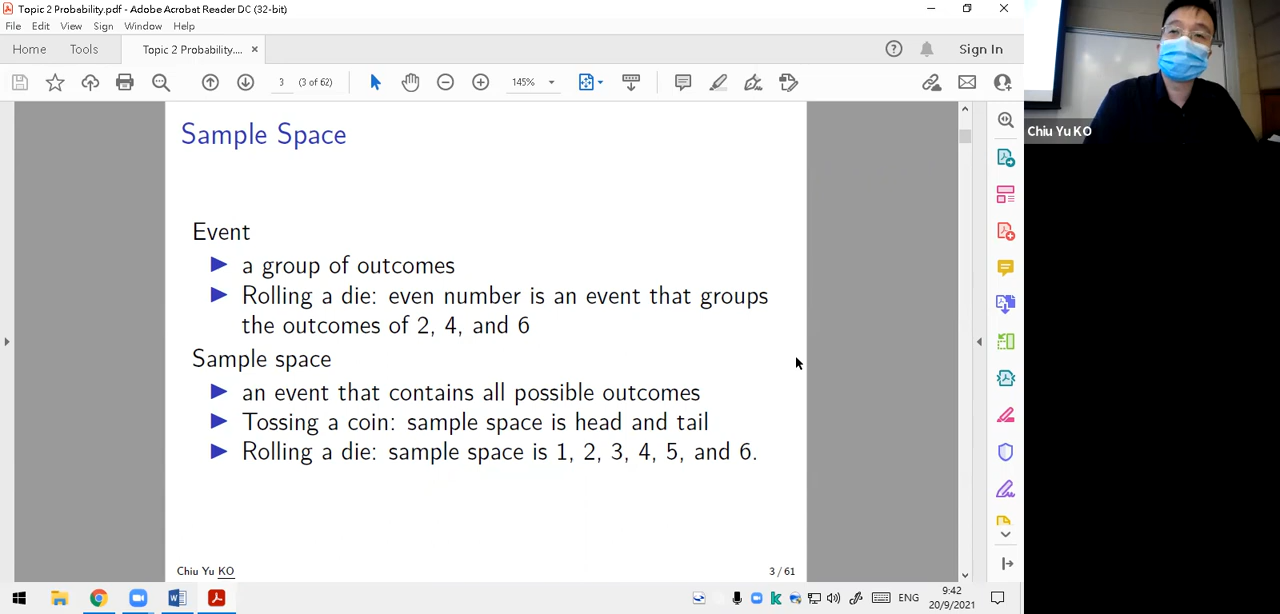 Topic 2 Probability.pdf - Adobe Acrobat Reader DC (32-bit)
File Edit View Sign Window Help
Home Tools Topic 2 Probability.... × Sign In
3 (3 of 62) 145%
Chiu Yu KO
Sample Space
Event
a group of outcomes
Rolling a die: even number is an event that groups
the outcomes of 2, 4, and 6
Sample space
an event that contains all possible outcomes
Tossing a coin: sample space is head and tail
Rolling a die: sample space is 1, 2, 3, 4, 5, and 6.
Chiu Yu KO 3 / 61
ENG 9:42
20/9/2021